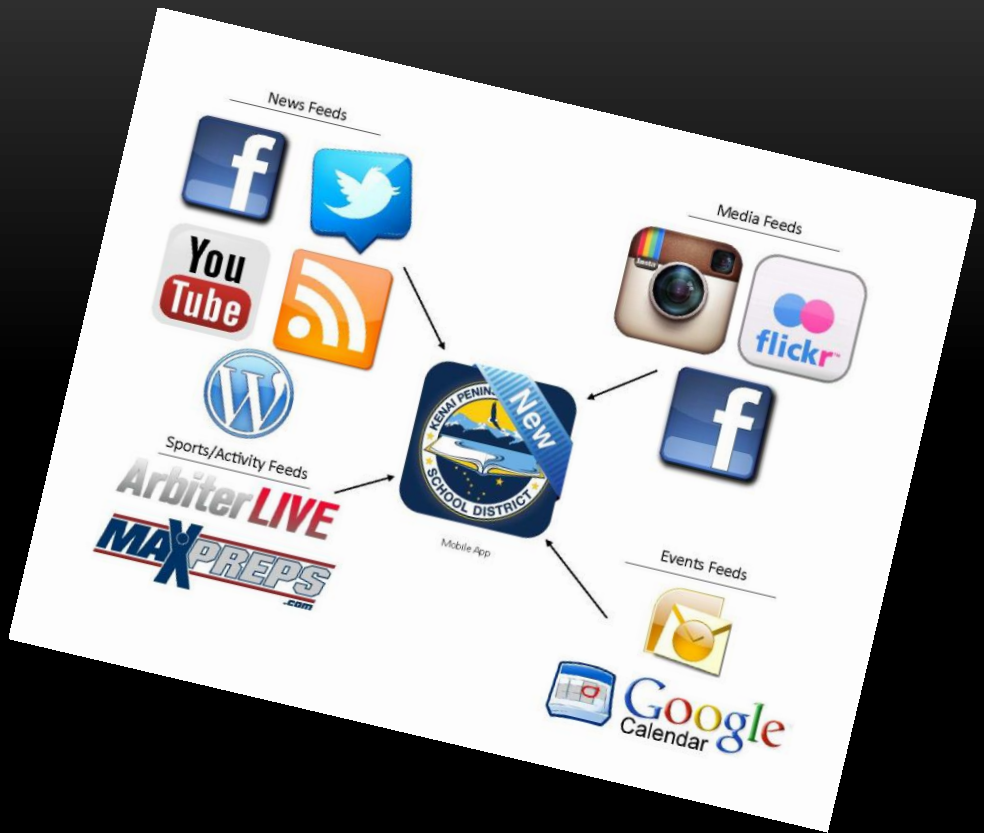 News Feeds
f
You
Tube
W
Sports/Activity Feeds
ArbiterLIVE
MAXPREPS
.com
Media Feeds
Insta
flickr
f
KENAI PENIN
SCHOOL DISTRICT
New
Mobile App
Events Feeds
Google
Calendar